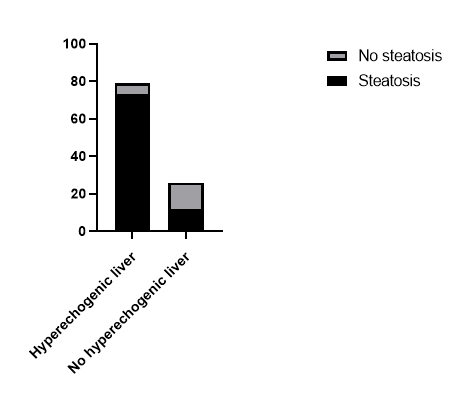 100
80
60
40
20
0
Hyperechogenic liver
No hyperechogenic liver
No steatosis
Steatosis